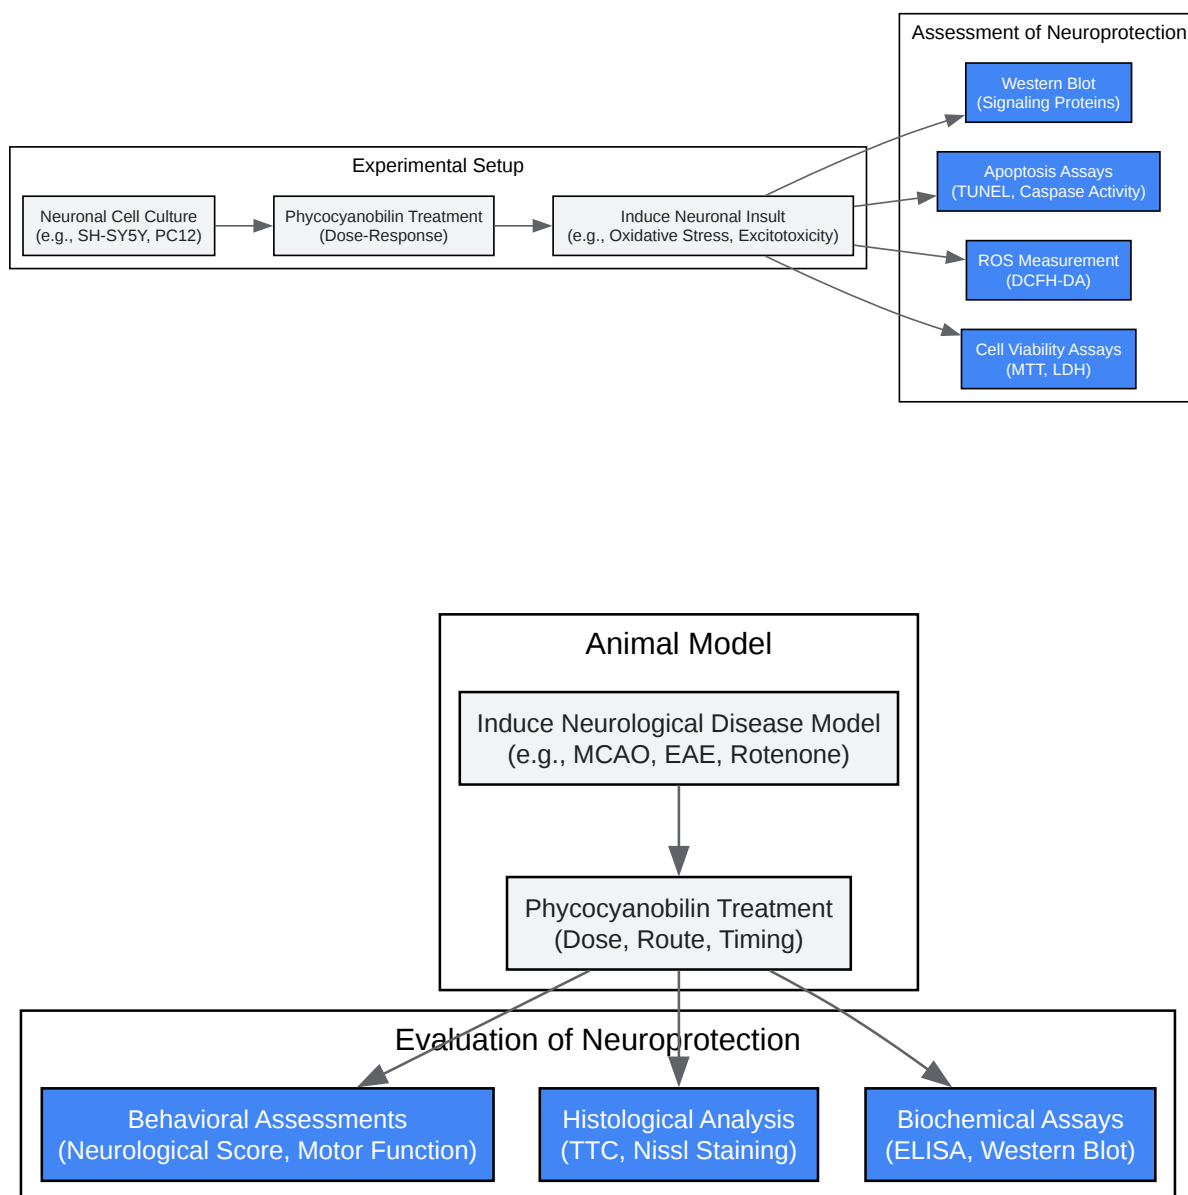 Assessment of Neuroprotection
Western Blot
(Signaling Proteins)
Experimental Setup
Neuronal Cell Culture
(e.g., SH-SY5Y, PC12)
Phycocyanobilin Treatment
(Dose-Response)
Induce Neuronal Insult
(e.g., Oxidative Stress, Excitotoxicity)
Apoptosis Assays
(TUNEL, Caspase Activity)
ROS Measurement
(DCFH-DA)
Cell Viability Assays
(MTT, LDH)
Animal Model
Induce Neurological Disease Model
(e.g., MCAO, EAE, Rotenone)
Phycocyanobilin Treatment
(Dose, Route, Timing)
Evaluation of Neuroprotection
Behavioral Assessments
(Neurological Score, Motor Function)
Histological Analysis
(TTC, Nissl Staining)
Biochemical Assays
(ELISA, Western Blot)